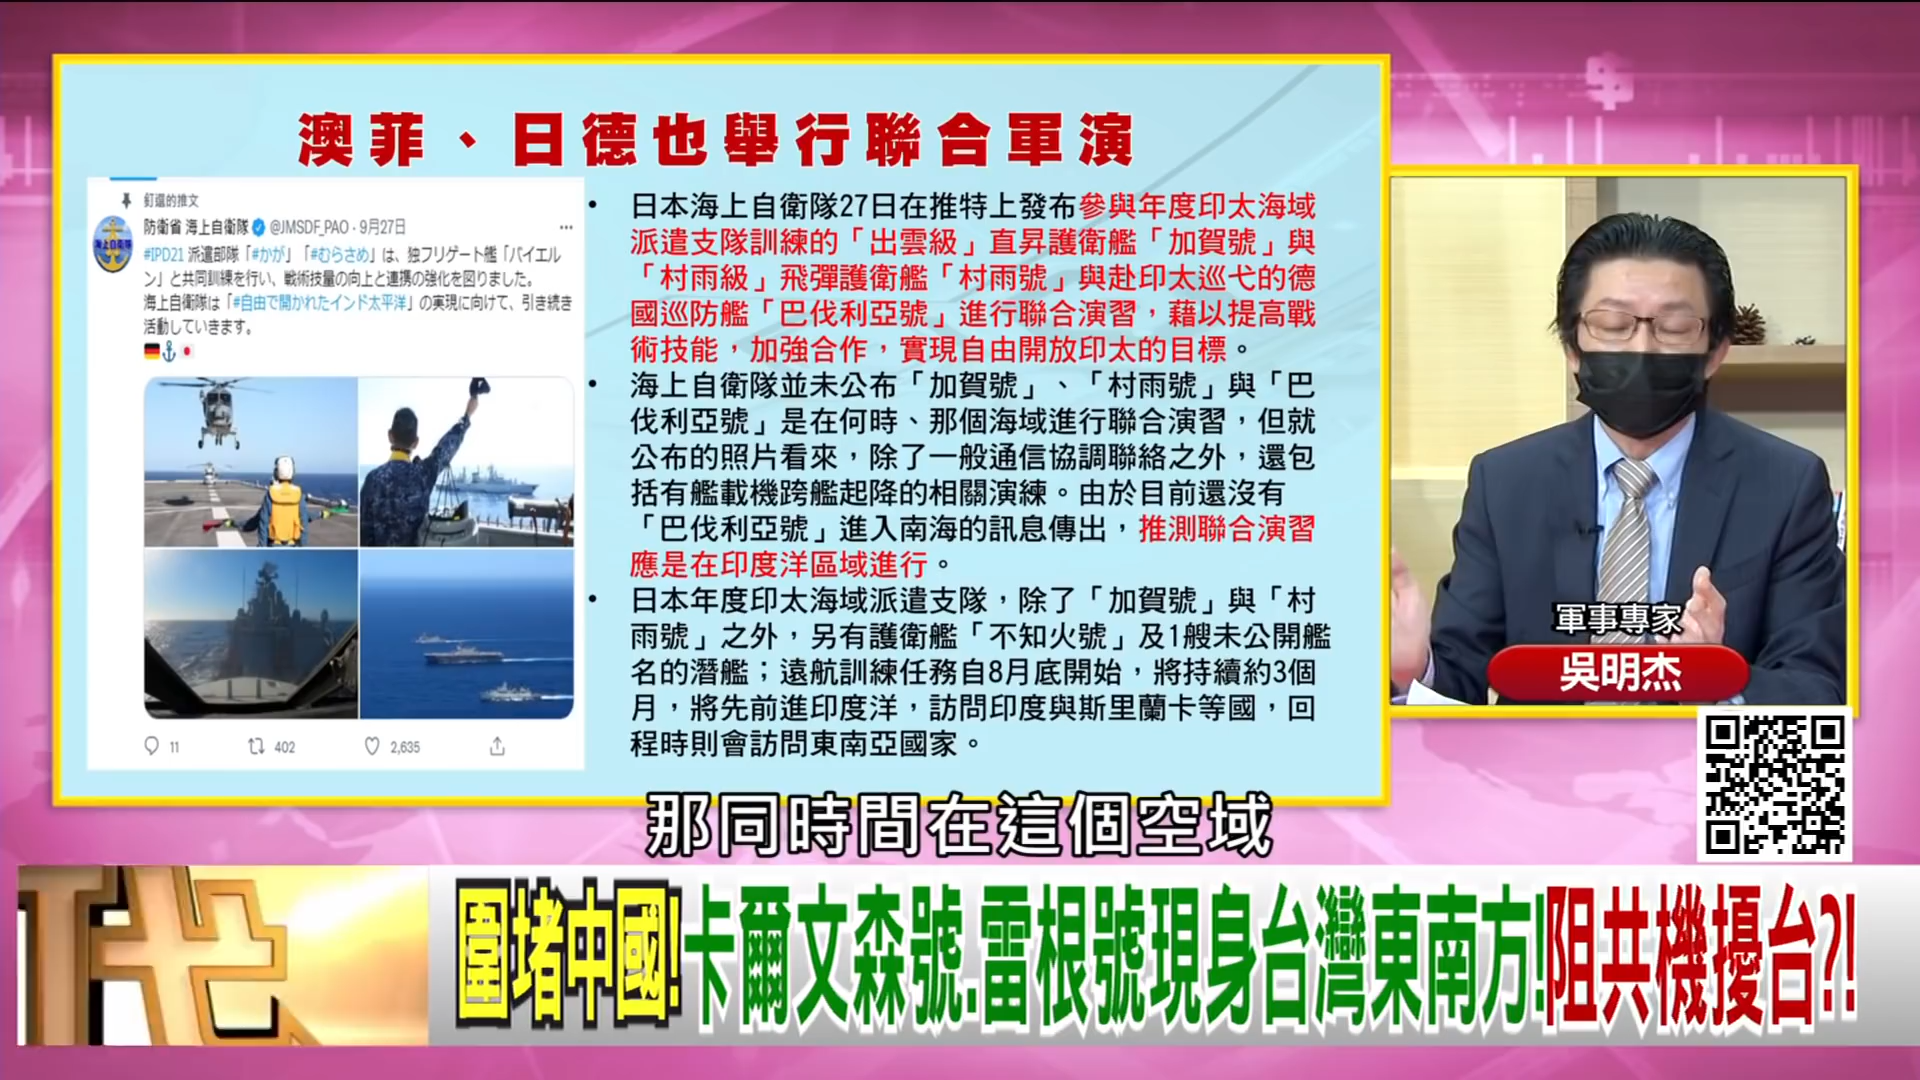 澳菲、日德也舉行聯合軍演
釘選的推文
防衛省 海上自衛隊 @JMSDF_PAO · 9月27日
#IPD21 派遣部隊「#かが」「#むらさめ」は、独フリゲート艦「バイエル
ン」と共同訓練を行い、戦術技量の向上と連携の強化を図りました。
海上自衛隊は「#自由で開かれたインド太平洋」の実現に向けて、引き続き
活動していきます。
11 402 2,635
• 日本海上自衛隊27日在推特上發布參與年度印太海域
派遣支隊訓練的「出雲級」直昇護衛艦「加賀號」與
「村雨級」飛彈護衛艦「村雨號」與赴印太巡弋的德
國巡防艦「巴伐利亞號」進行聯合演習，藉以提高戰
術技能，加強合作，實現自由開放印太的目標。
• 海上自衛隊並未公布「加賀號」、「村雨號」與「巴
伐利亞號」是在何時、那個海域進行聯合演習，但就
公布的照片看來，除了一般通信協調聯絡之外，還包
括有艦載機跨艦起降的相關演練。由於目前還沒有
「巴伐利亞號」進入南海的訊息傳出，推測聯合演習
應是在印度洋區域進行。
• 日本年度印太海域派遣支隊，除了「加賀號」與「村
雨號」之外，另有護衛艦「不知火號」及1艘未公開艦
名的潛艦；遠航訓練任務自8月底開始，將持續約3個
月，將先前進印度洋，訪問印度與斯里蘭卡等國，回
程時則會訪問東南亞國家。
軍事專家
吳明杰
那同時間在這個空域
圍堵中國!卡爾文森號.雷根號現身台灣東南方!阻共機擾台?!